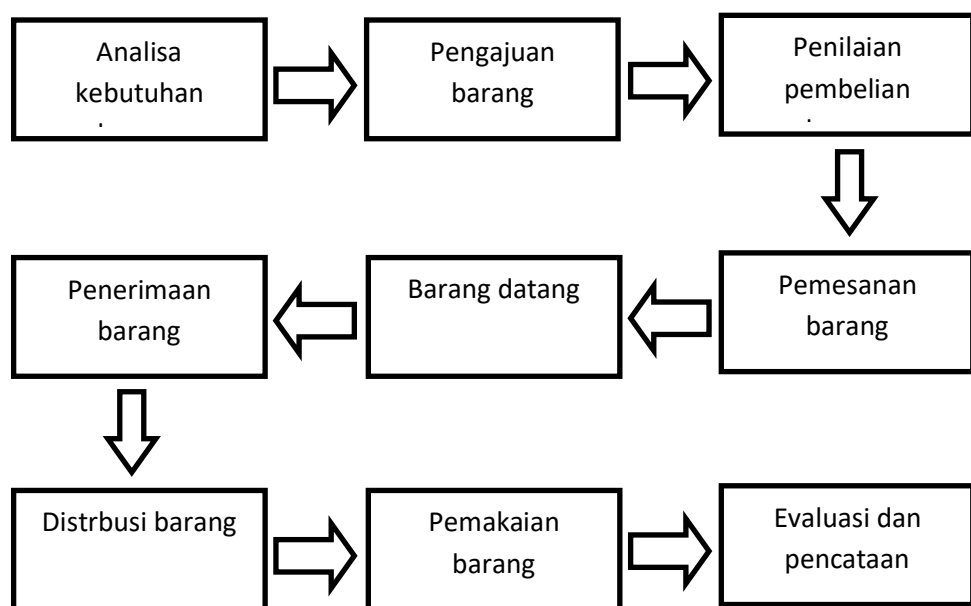 Analisa
kebutuhan
Pengajuan
barang
Penilaian
pembelian
Pemesanan
barang
Barang datang
Penerimaan
barang
Distrbusi barang
Pemakaian
barang
Evaluasi dan
pencataan